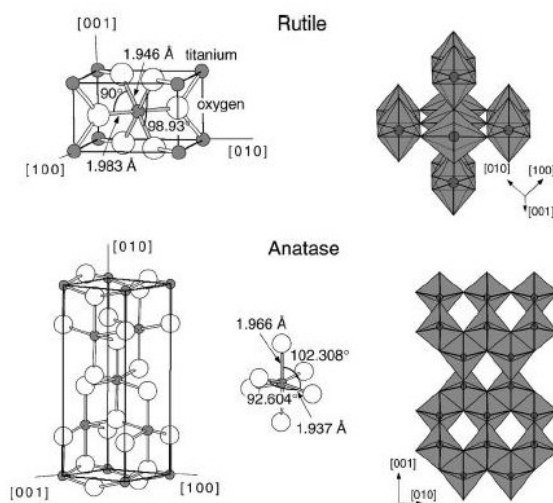 Rutile
[001]
1.946 Å
titanium
90°
oxygen
98.93°
[100]
1.983 Å
[010]
[010]
[100]
[001]
Anatase
[010]
1.966 Å
102.308°
92.604°
1.937 Å
[001]
[100]
[001]
[010]